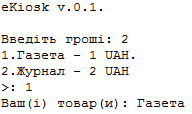 eKiosk v.0.1.
Введіть гроші: 2
1.Газета - 1 UAH.
2.Журнал - 2 UAH
>: 1
Ваш(і) товар(и): Газета